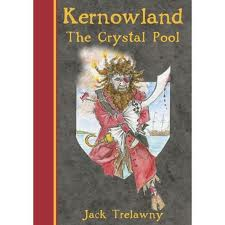 Kernowland
The Crystal Pool
Jack Trelawny